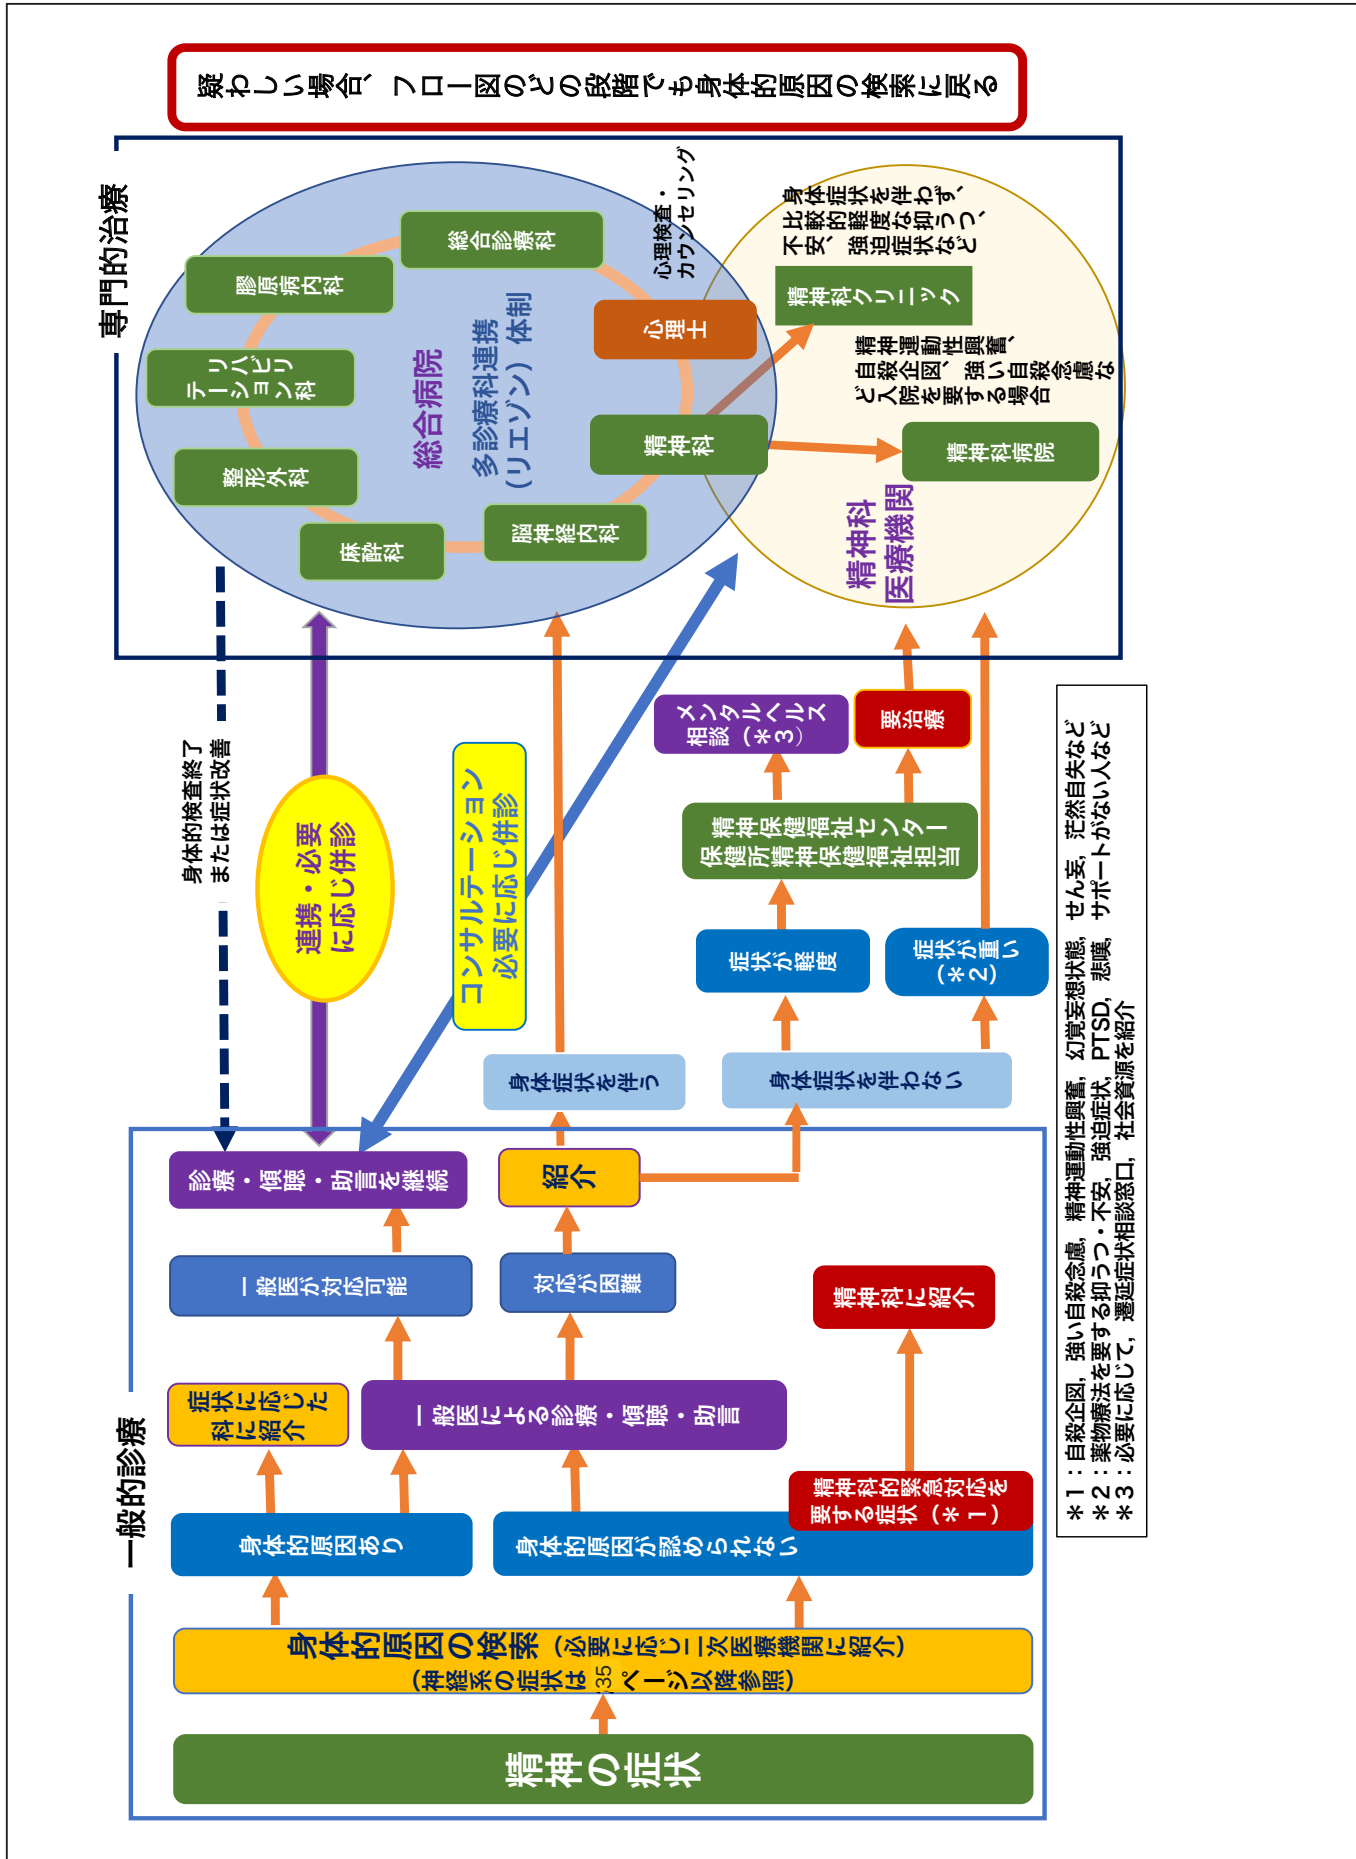 一般的診療
精神の症状
身体的原因の検索（必要に応じ二次医療機関に紹介）
（神経系の症状は35ページ以降参照）
身体的原因あり
身体的原因が認められない
精神科的緊急対応を
要する症状（＊１）
症状に応じた
科に紹介
一般医による診療・傾聴・助言
精神科に紹介
一般医が対応可能
対応が困難
診療・傾聴・助言を継続
紹介
身体症状を伴う
身体症状を伴わない
身体的検査終了
または症状改善
連携・必要
に応じ併診
コンサルテーション
必要に応じ併診
症状が軽度
症状が重い
（＊２）
精神保健福祉センター
保健所精神保健福祉担当
メンタルヘルス
相談（＊３）
要治療
専門的治療
総合病院
多診療科連携
（リエゾン）体制
麻酔科
整形外科
リハビリ
テーション科
膠原病内科
総合診療科
心理士
心理検査・
カウンセリング
精神科
脳神経内科
精神科
医療機関
精神科病院
精神運動性興奮、
自殺企図、強い自殺念慮な
ど入院を要する場合
精神科クリニック
身体症状を伴わず、
比較的軽度な抑うつ、
不安、強迫症状など
疑わしい場合、フロー図のどの段階でも身体的原因の検索に戻る
＊１：自殺企図，強い自殺念慮，精神運動性興奮，幻覚妄想状態，せん妄，茫然自失など
＊２：薬物療法を要する抑うつ・不安，強迫症状，PTSD，悲嘆，サポートがない人など
＊３：必要に応じて，遷延症状相談窓口，社会資源を紹介